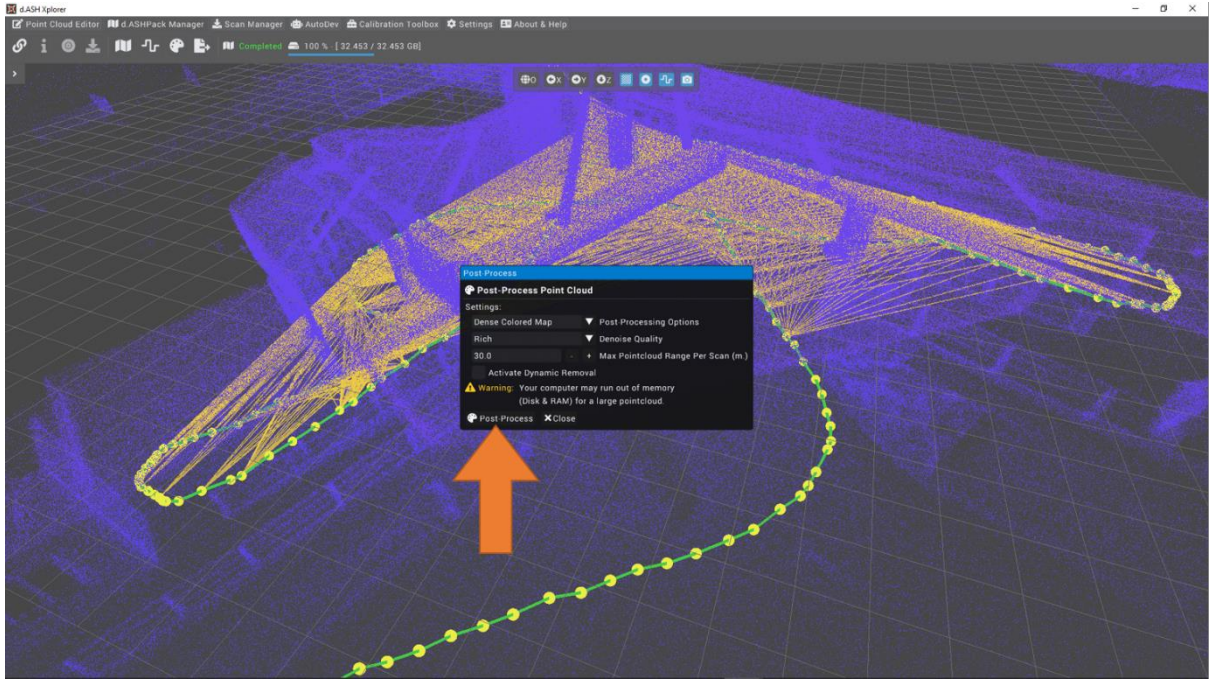 d.ASH Xplorer
Point Cloud Editor d.ASHPack Manager Scan Manager AutoDev Calibration Toolbox Settings About & Help
Completed 100 % - [ 32.453 / 32.453 GB]
O X Y Z
Post-Process
Post-Process Point Cloud
Settings:
Dense Colored Map Post-Processing Options
Rich Denoise Quality
30.0 - + Max Pointcloud Range Per Scan (m.)
Activate Dynamic Removal
Warning: Your computer may run out of memory
(Disk & RAM) for a large pointcloud.
Post-Process Close